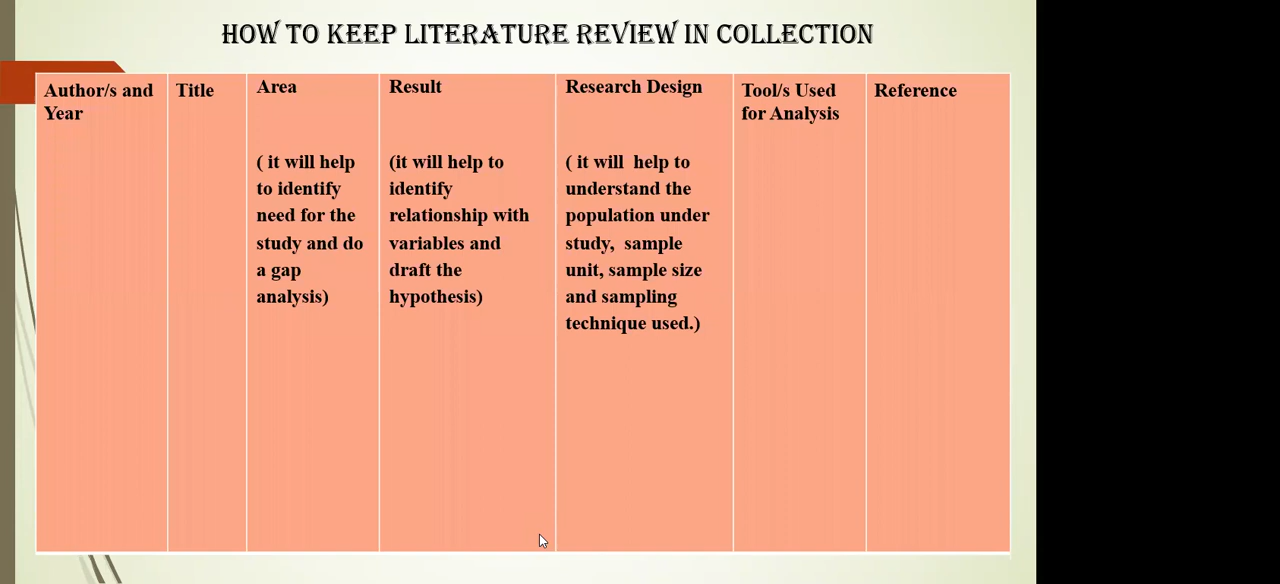 HOW TO KEEP LITERATURE REVIEW IN COLLECTION
Author/s and
Year
Title
Area
( it will help
to identify
need for the
study and do
a gap
analysis)
Result
(it will help to
identify
relationship with
variables and
draft the
hypothesis)
Research Design
( it will  help to
understand the
population under
study,  sample
unit, sample size
and sampling
technique used.)
Tool/s Used
for Analysis
Reference